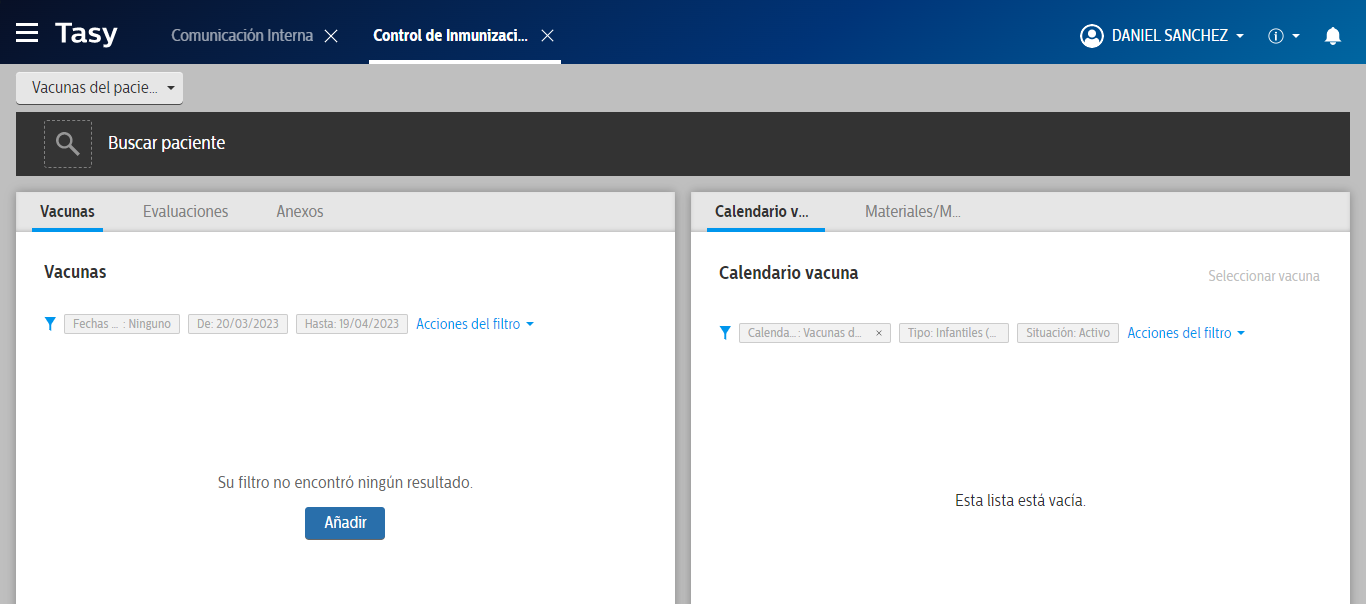 Tasy Comunicación Interna Control de Inmunizaci... DANIEL SANCHEZ
Vacunas del pacie...
Buscar paciente
Vacunas Evaluaciones Anexos
Calendario v... Materiales/M...
Vacunas
Calendario vacuna Seleccionar vacuna
Fechas ... : Ninguno De: 20/03/2023 Hasta: 19/04/2023 Acciones del filtro
Calenda... : Vacunas d... × Tipo: Infantiles (... Situación: Activo Acciones del filtro
Su filtro no encontró ningún resultado.
Añadir
Esta lista está vacía.